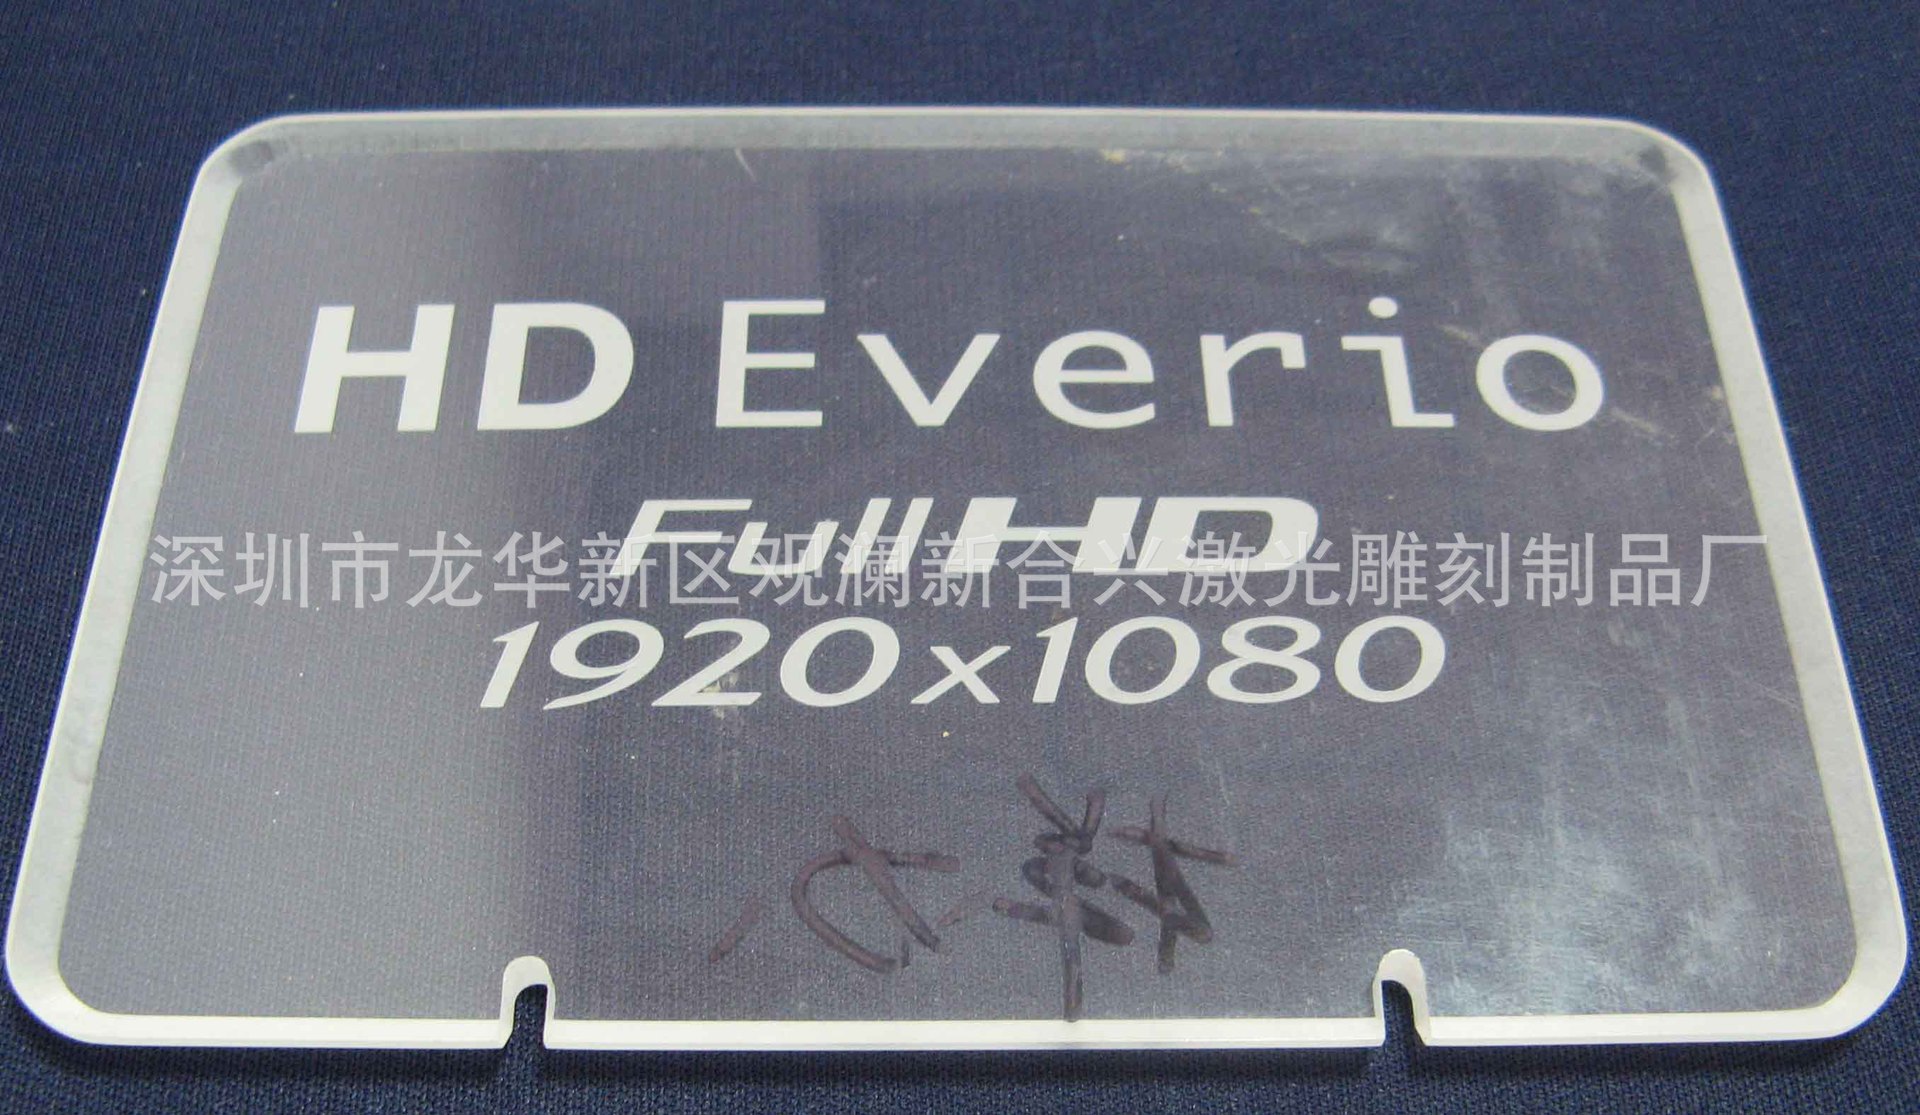 HD Everio
Full HD
深圳市龙华新区观澜新合兴激光雕刻制品厂
1920x1080